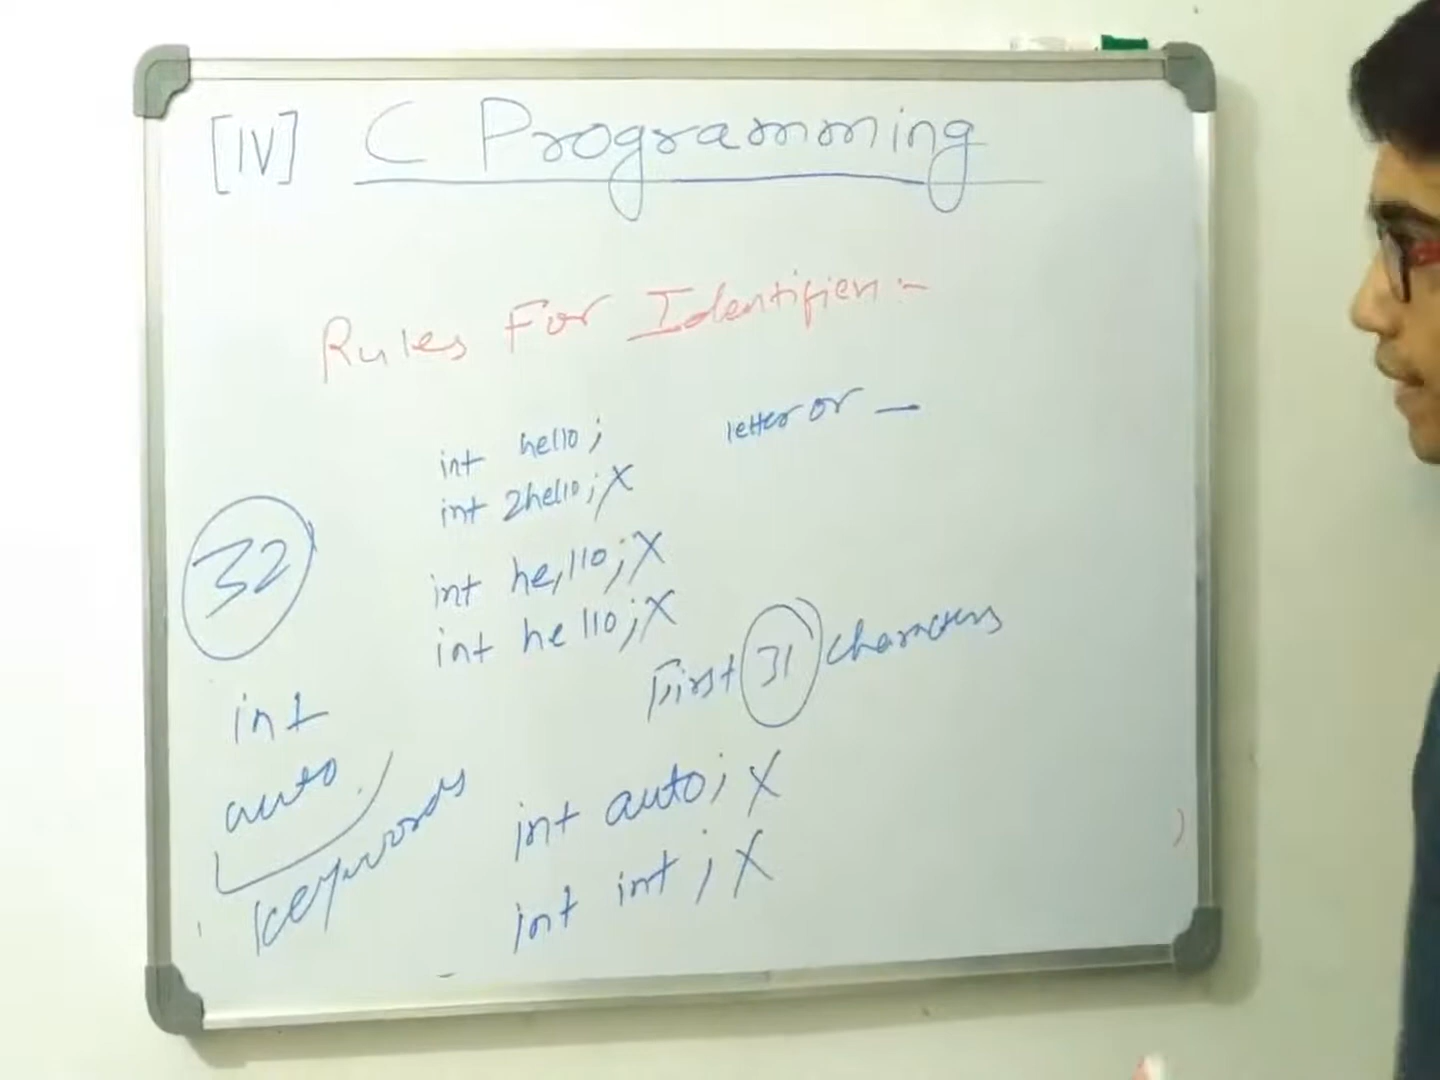 [IV] C Programming
Rules For Identifier :-
int hello;
letter or _
int 2hello; X
int he,llo; X
int he llo; X
32
First 31 characters
int
auto
keywords
int auto; X
int int; X